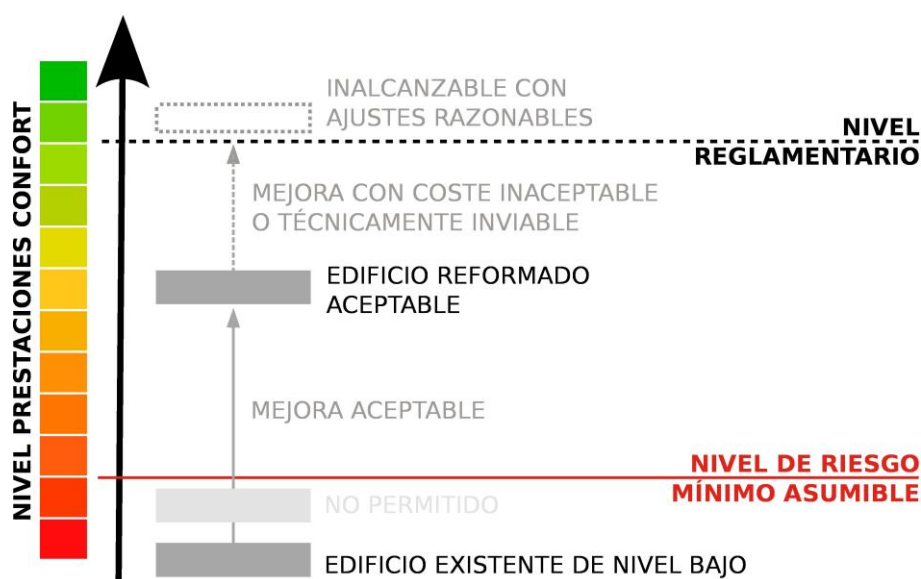 NIVEL PRESTACIONES CONFORT
INALCANZABLE CON
AJUSTES RAZONABLES
NIVEL
REGLAMENTARIO
MEJORA CON COSTE INACEPTABLE
O TÉCNICAMENTE INVIABLE
EDIFICIO REFORMADO
ACEPTABLE
MEJORA ACEPTABLE
NIVEL DE RIESGO
MÍNIMO ASUMIBLE
NO PERMITIDO
EDIFICIO EXISTENTE DE NIVEL BAJO